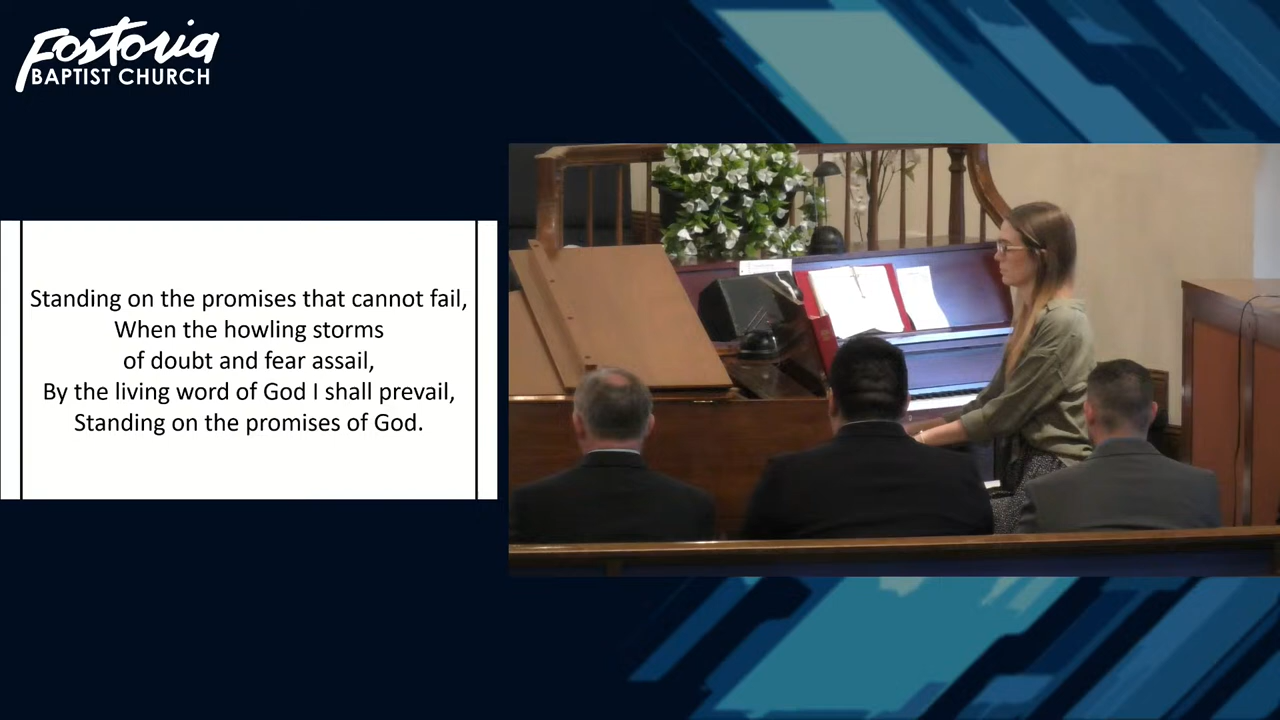 Fostoria
BAPTIST CHURCH
Standing on the promises that cannot fail,
When the howling storms
of doubt and fear assail,
By the living word of God I shall prevail,
Standing on the promises of God.